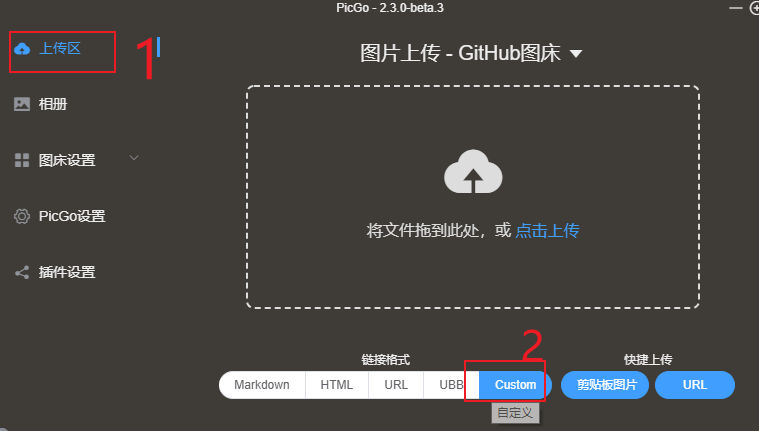 PicGo - 2.3.0-beta.3
上传区
1
图片上传 - GitHub图床
相册
图床设置
PicGo设置
插件设置
将文件拖到此处，或 点击上传
2
链接格式
快捷上传
Markdown HTML URL UBB Custom 剪贴板图片 URL
自定义